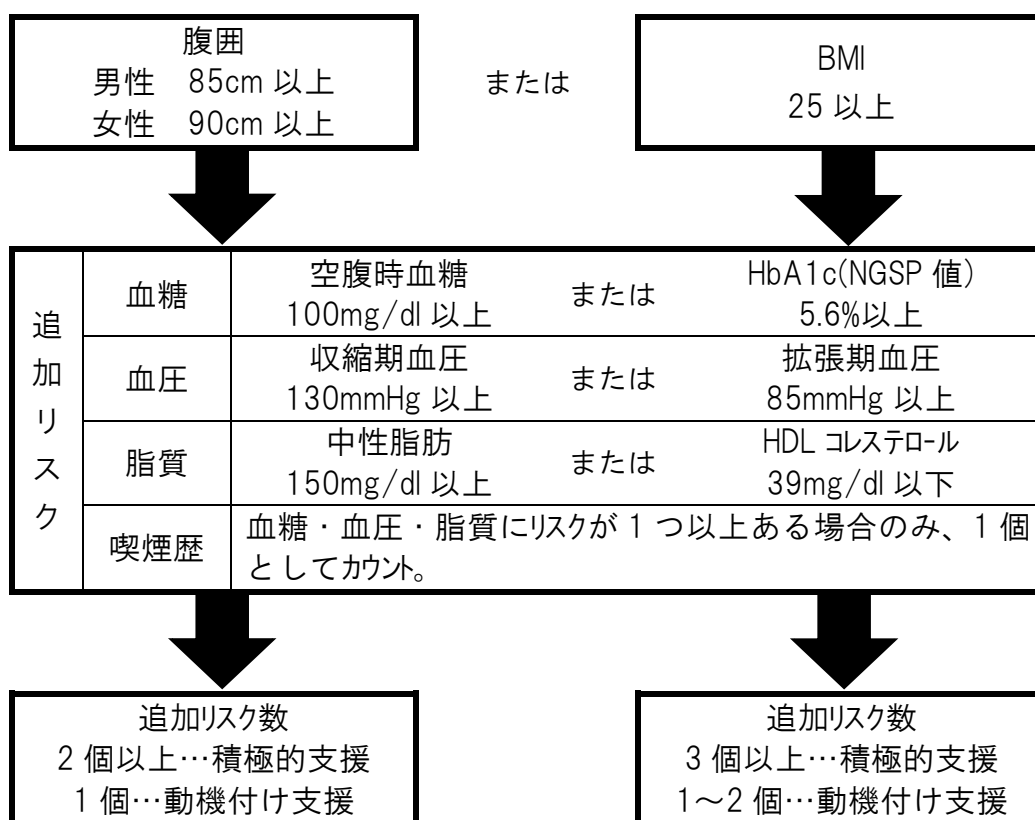 腹囲
男性　85cm 以上
女性　90cm 以上
または
BMI
25 以上
追加リスク
血糖
空腹時血糖
100mg/dl 以上
または
HbA1c(NGSP 値)
5.6%以上
血圧
収縮期血圧
130mmHg 以上
または
拡張期血圧
85mmHg 以上
脂質
中性脂肪
150mg/dl 以上
または
HDL コレステロール
39mg/dl 以下
喫煙歴
血糖・血圧・脂質にリスクが 1 つ以上ある場合のみ、1 個
としてカウント。
追加リスク数
2 個以上…積極的支援
1 個…動機付け支援
追加リスク数
3 個以上…積極的支援
1～2 個…動機付け支援